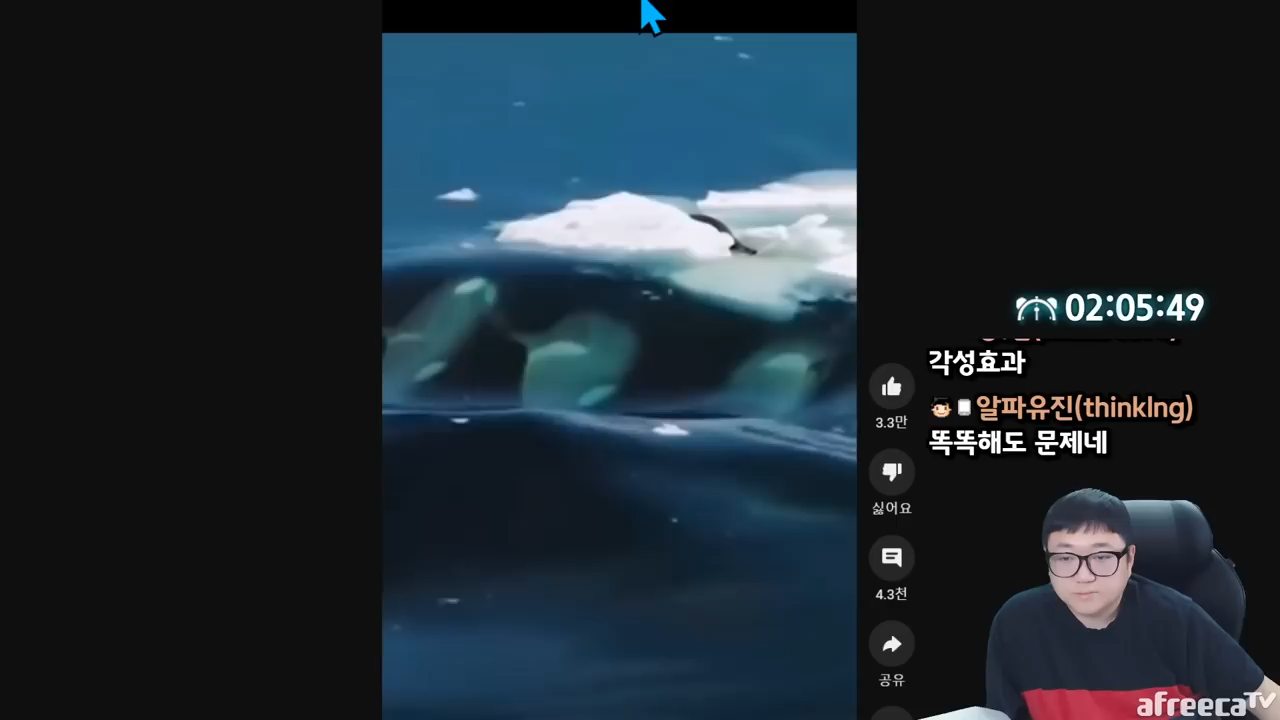 02:05:49
각성효과
알파유진(thinklng)
똑똑해도 문제네
3.3만
싫어요
4.3천
공유
afreecaTV